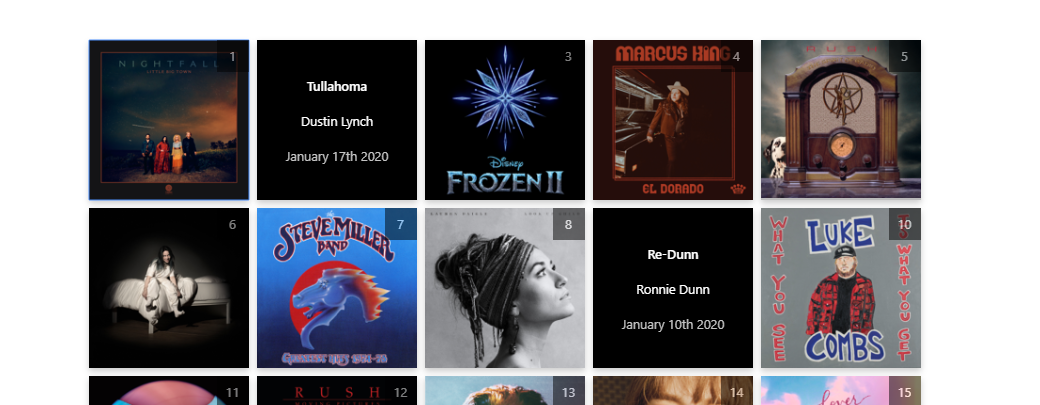 NIGHTFALL
LITTLE BIG TOWN
1
Tullahoma
Dustin Lynch
January 17th 2020
3
Disney
FROZEN II
MARCUS KING
4
EL DORADO
RUSH
5
6
STEVE MILLER
BAND
7
GREATEST HITS 1974-78
8
Re-Dunn
Ronnie Dunn
January 10th 2020
10
LUKE
COMBS
WHAT YOU SEE
IS WHAT YOU GET
11
RUSH
12
13
14
Lover
15